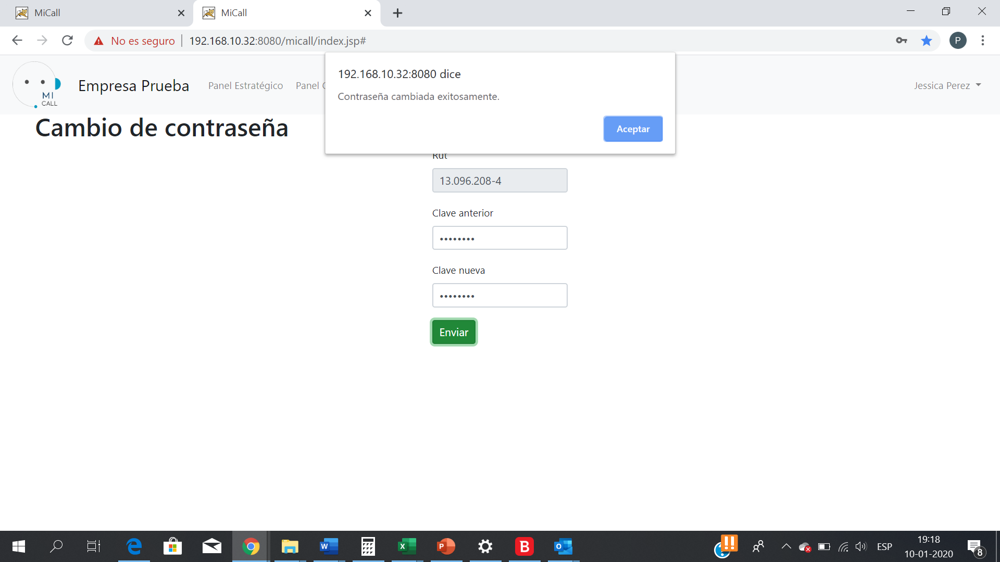 MiCall
MiCall
No es seguro
192.168.10.32:8080/micall/index.jsp#
P
MI
CALL
Empresa Prueba
Panel Estratégico
Panel
Jessica Perez
192.168.10.32:8080 dice
Contraseña cambiada exitosamente.
Aceptar
Cambio de contraseña
Rut
13.096.208-4
Clave anterior
Clave nueva
Enviar
ESP
19:18
10-01-2020
8